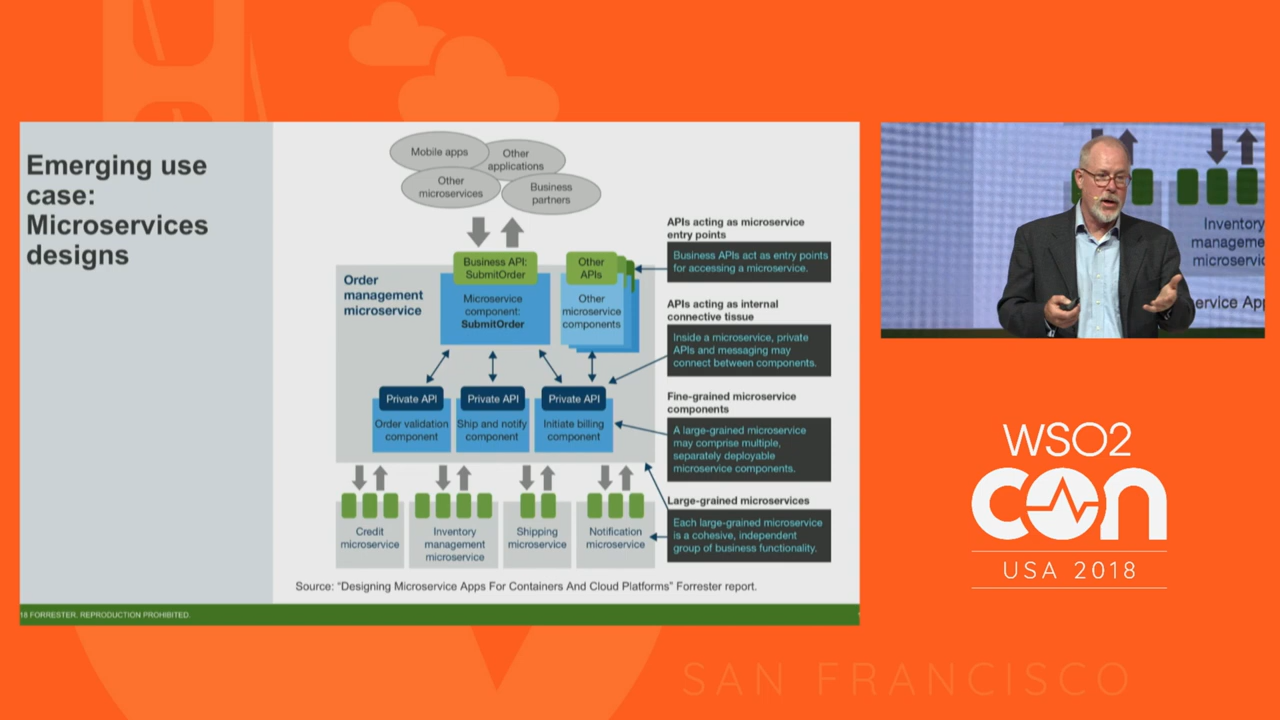 Emerging use
case:
Microservices
designs
Mobile apps
Other
applications
Other
microservices
Business
partners
Order
management
microservice
Business API:
SubmitOrder
Microservice
component:
SubmitOrder
Other
APIs
Other
microservice
components
Private API
Order validation
component
Private API
Ship and notify
component
Private API
Initiate billing
component
Credit
microservice
Inventory
management
microservice
Shipping
microservice
Notification
microservice
APIs acting as microservice
entry points
Business APIs act as entry points
for accessing a microservice.
APIs acting as internal
connective tissue
Inside a microservice, private
APIs and messaging may
connect between components.
Fine-grained microservice
components
A large-grained microservice
may comprise multiple,
separately deployable
microservice components.
Large-grained microservices
Each large-grained microservice
is a cohesive, independent
group of business functionality.
Source: “Designing Microservice Apps For Containers And Cloud Platforms” Forrester report.
18 FORRESTER. REPRODUCTION PROHIBITED.
Inventory
manageme
microservic
ervice App
WSO2
CON
USA 2018
SAN FRANCISCO